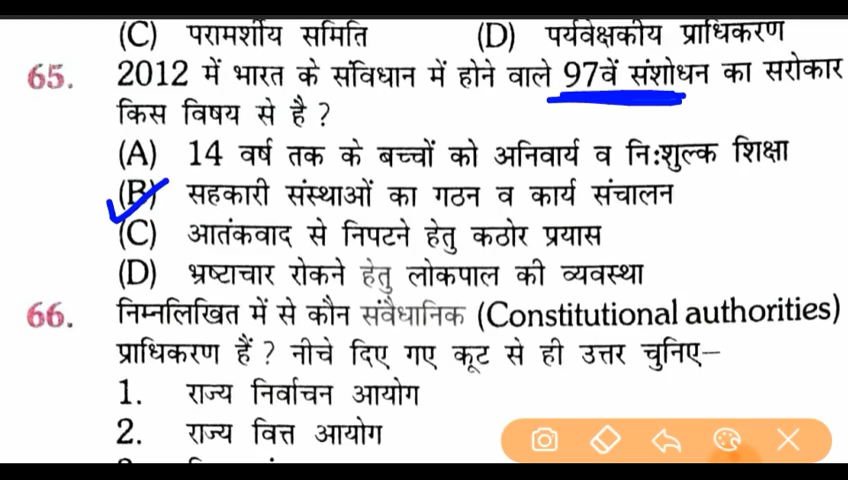 (C) परामर्शीय समिति (D) पर्यवेक्षकीय प्राधिकरण
65. 2012 में भारत के संविधान में होने वाले 97वें संशोधन का सरोकार
किस विषय से है ?
(A) 14 वर्ष तक के बच्चों को अनिवार्य व नि:शुल्क शिक्षा
(B) सहकारी संस्थाओं का गठन व कार्य संचालन
(C) आतंकवाद से निपटने हेतु कठोर प्रयास
(D) भ्रष्टाचार रोकने हेतु लोकपाल की व्यवस्था
66. निम्नलिखित में से कौन संवैधानिक (Constitutional authorities)
प्राधिकरण हैं ? नीचे दिए गए कूट से ही उत्तर चुनिए–
1. राज्य निर्वाचन आयोग
2. राज्य वित्त आयोग